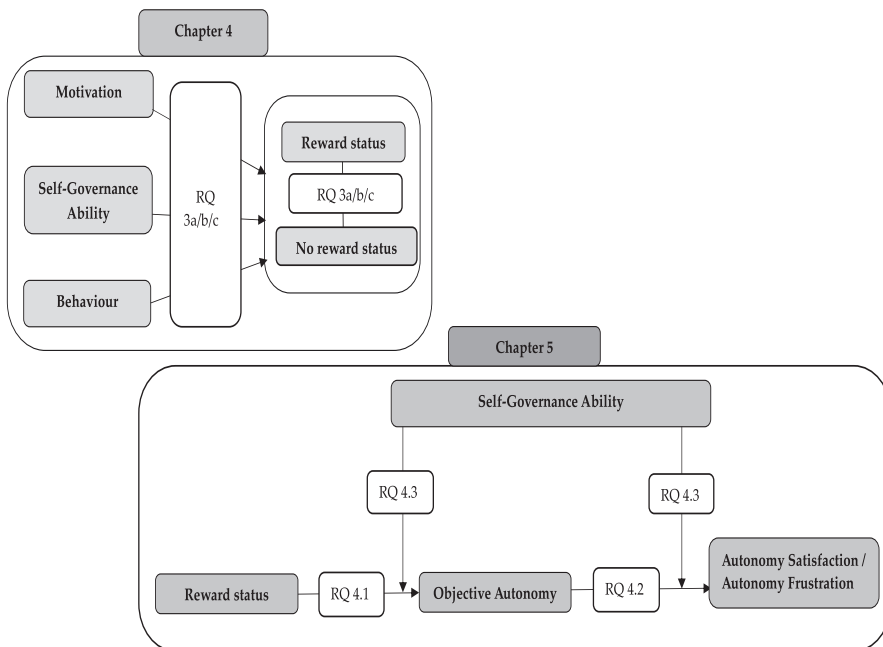 Chapter 4
Motivation
Self-Governance
Ability
Behaviour
RQ
3a/b/c
Reward status
RQ 3a/b/c
No reward status
Chapter 5
Self-Governance Ability
RQ 4.3
RQ 4.3
Reward status
RQ 4.1
Objective Autonomy
RQ 4.2
Autonomy Satisfaction /
Autonomy Frustration